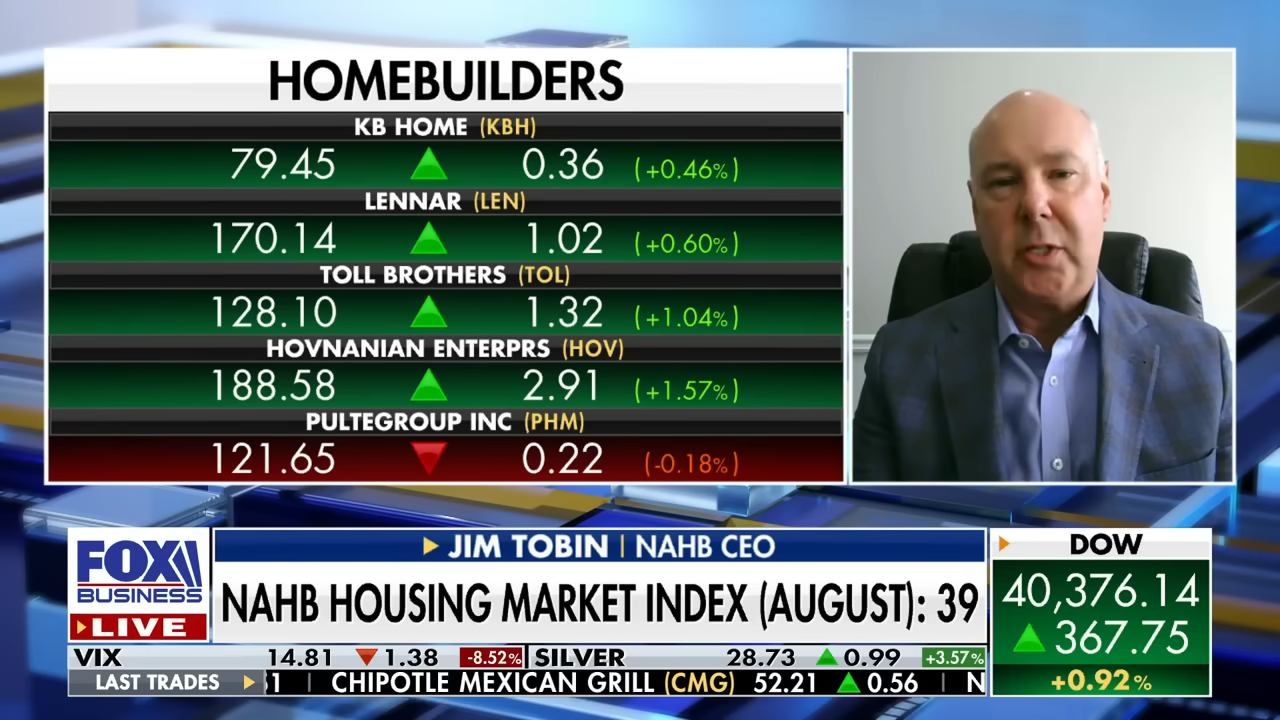 HOMEBUILDERS
KB HOME (KBH)
79.45 ▲ 0.36 (+0.46%)
LENNAR (LEN)
170.14 ▲ 1.02 (+0.60%)
TOLL BROTHERS (TOL)
128.10 ▲ 1.32 (+1.04%)
HOVNANIAN ENTERPRS (HOV)
188.58 ▲ 2.91 (+1.57%)
PULTEGROUP INC (PHM)
121.65 ▼ 0.22 (-0.18%)
FOX
BUSINESS
LIVE
JIM TOBIN | NAHB CEO
NAHB HOUSING MARKET INDEX (AUGUST): 39
DOW
40,376.14
▲ 367.75
+0.92%
VIX 14.81 ▼ 1.38 -8.52% SILVER 28.73 ▲ 0.99 +3.57%
LAST TRADES 1 | CHIPOTLE MEXICAN GRILL (CMG) 52.21 ▲ 0.56 | N